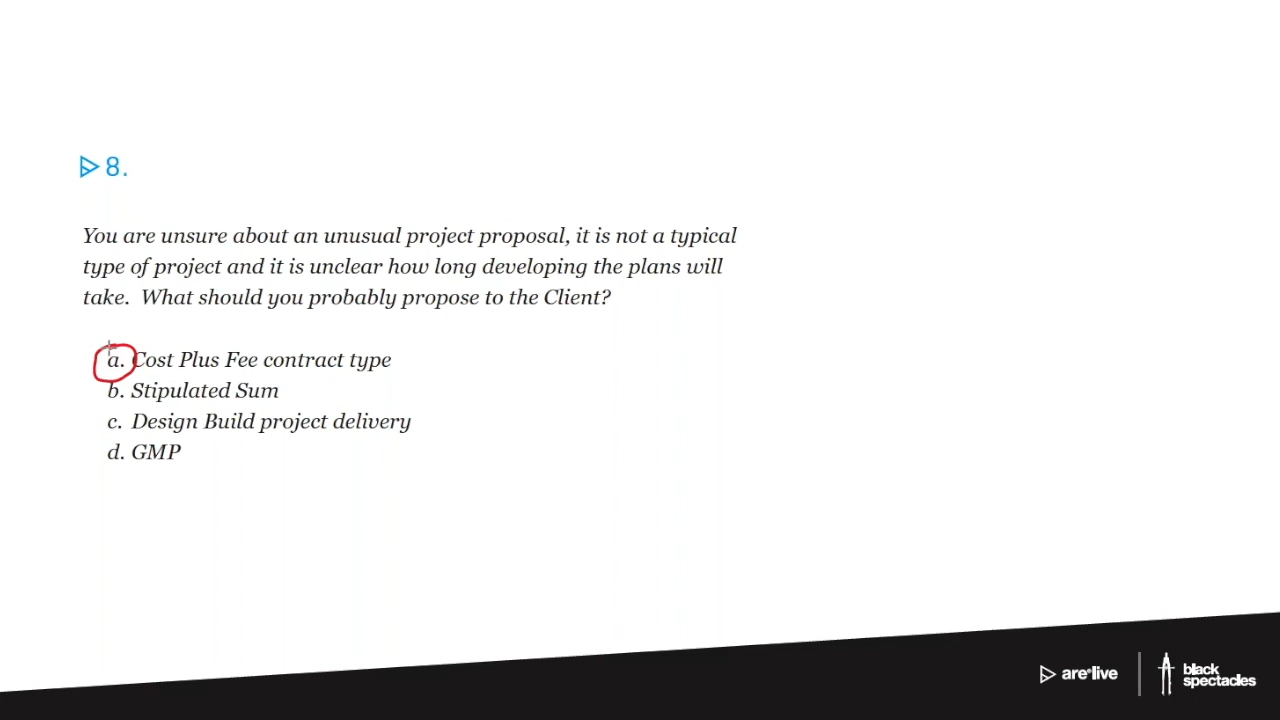 8.
You are unsure about an unusual project proposal, it is not a typical
type of project and it is unclear how long developing the plans will
take.  What should you probably propose to the Client?
a. Cost Plus Fee contract type
b. Stipulated Sum
c. Design Build project delivery
d. GMP
are®live
black
spectacles